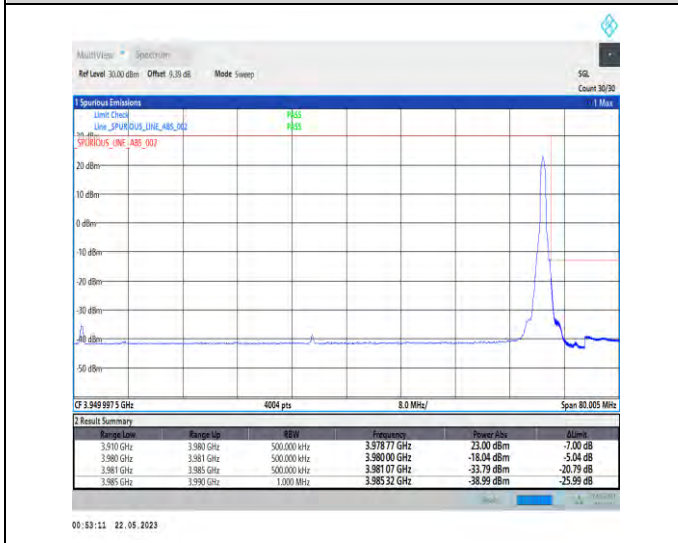 MultiView Spectrum
Ref Level 30.00 dBm Offset 9.39 dB Mode Sweep SGL
Count 30/30
1 Spurious Emissions 1 Max
Limit Check PASS
Line _SPURIOUS_LINE_ABS_002 PASS
30 dBm
_SPURIOUS_LINE_ABS_002
20 dBm
10 dBm
0 dBm
-10 dBm
-20 dBm
-30 dBm
-40 dBm
-50 dBm
CF 3.949 997 5 GHz 4004 pts 8.0 MHz/ Span 80.005 MHz
2 Result Summary
Range Low Range Up RBW Frequency Power Abs ΔLimit
3.910 GHz 3.980 GHz 500.000 kHz 3.978 77 GHz 23.00 dBm -7.00 dB
3.980 GHz 3.981 GHz 500.000 kHz 3.980 00 GHz -18.04 dBm -5.04 dB
3.981 GHz 3.985 GHz 500.000 kHz 3.981 07 GHz -33.79 dBm -20.79 dB
3.985 GHz 3.990 GHz 1.000 MHz 3.985 32 GHz -38.99 dBm -25.99 dB
00:53:11 22.05.2023